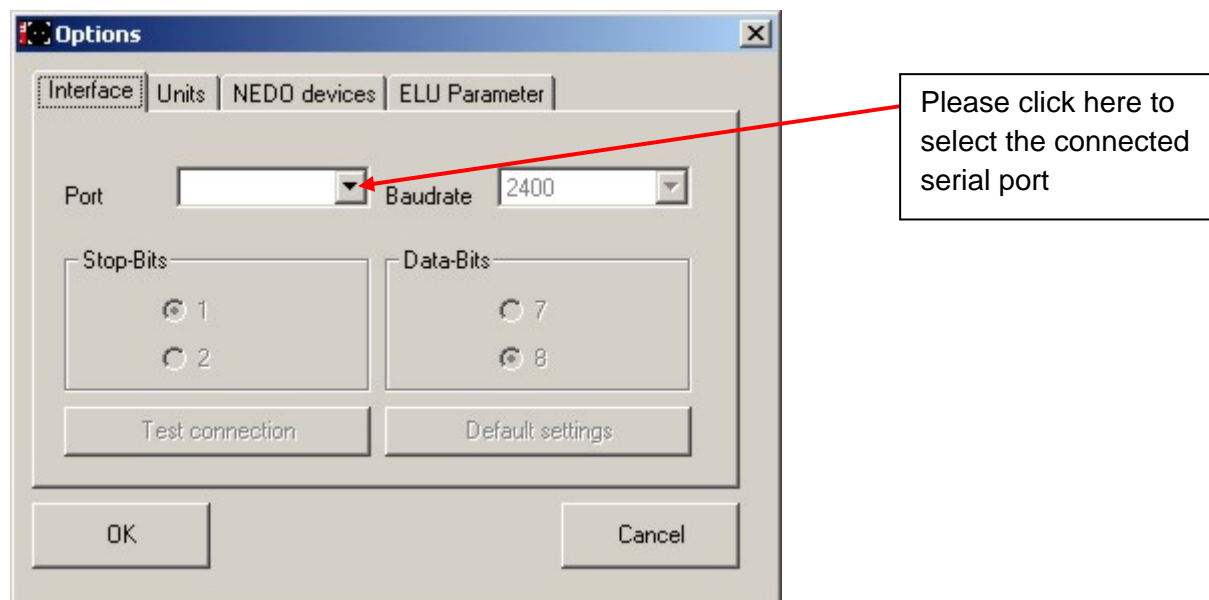 Options
Interface Units NEDO devices ELU Parameter
Please click here to
select the connected
serial port
Port Baudrate 2400
Stop-Bits Data-Bits
1 7
2 8
Test connection Default settings
OK Cancel